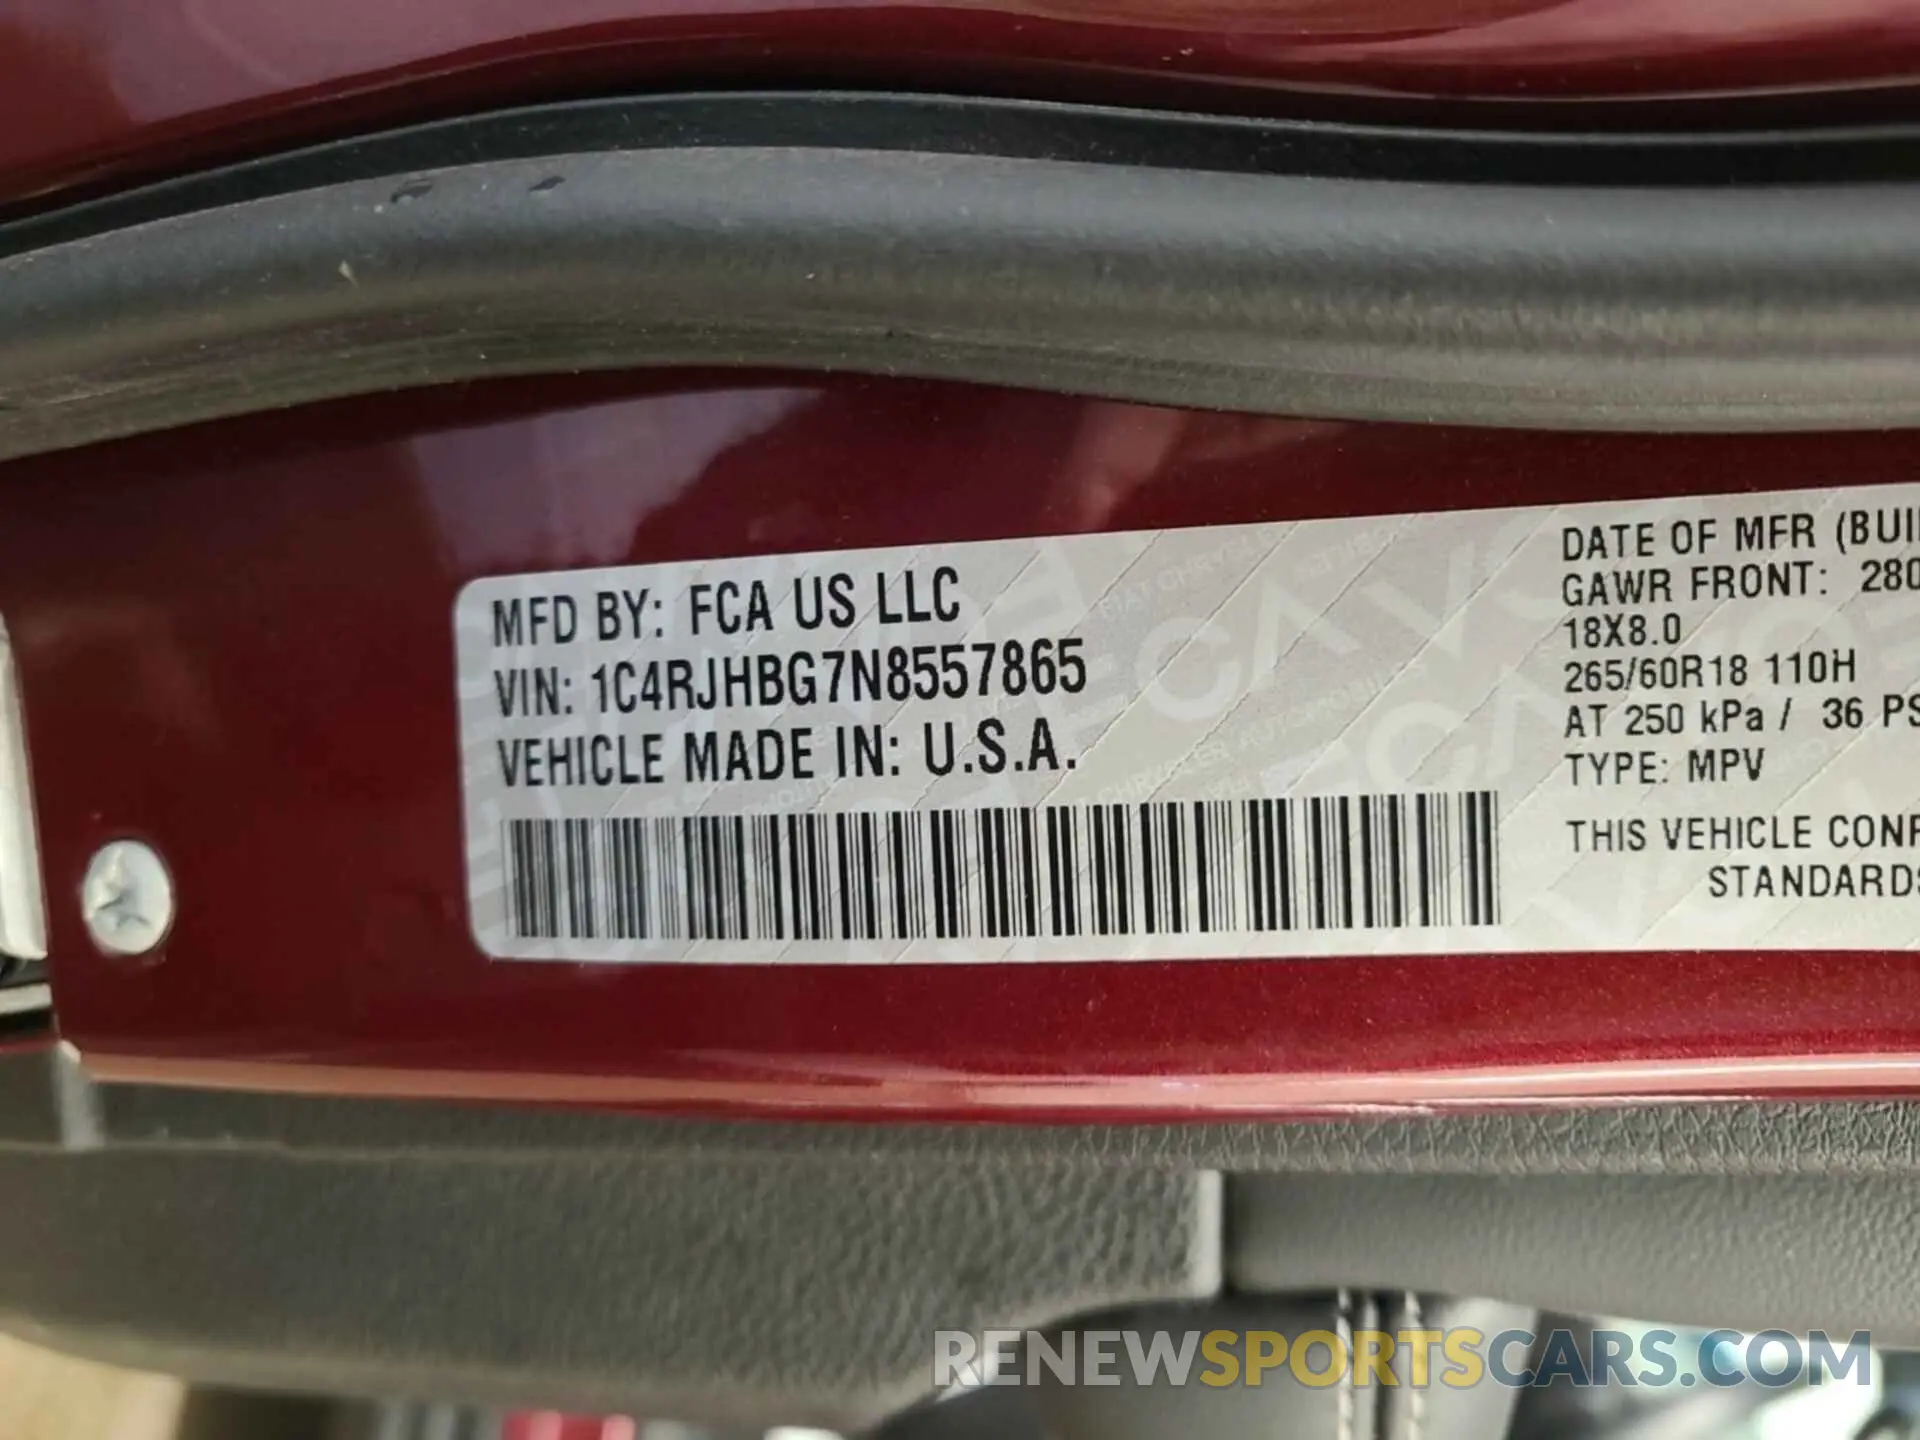 MFD BY: FCA US LLC
VIN: 1C4RJHBG7N8557865
VEHICLE MADE IN: U.S.A.
DATE OF MFR (BUI
GAWR FRONT: 280
18X8.0
265/60R18 110H
AT 250 kPa / 36 PS
TYPE: MPV
THIS VEHICLE CONF
STANDARDS
RENEWSPORTSCARS.COM